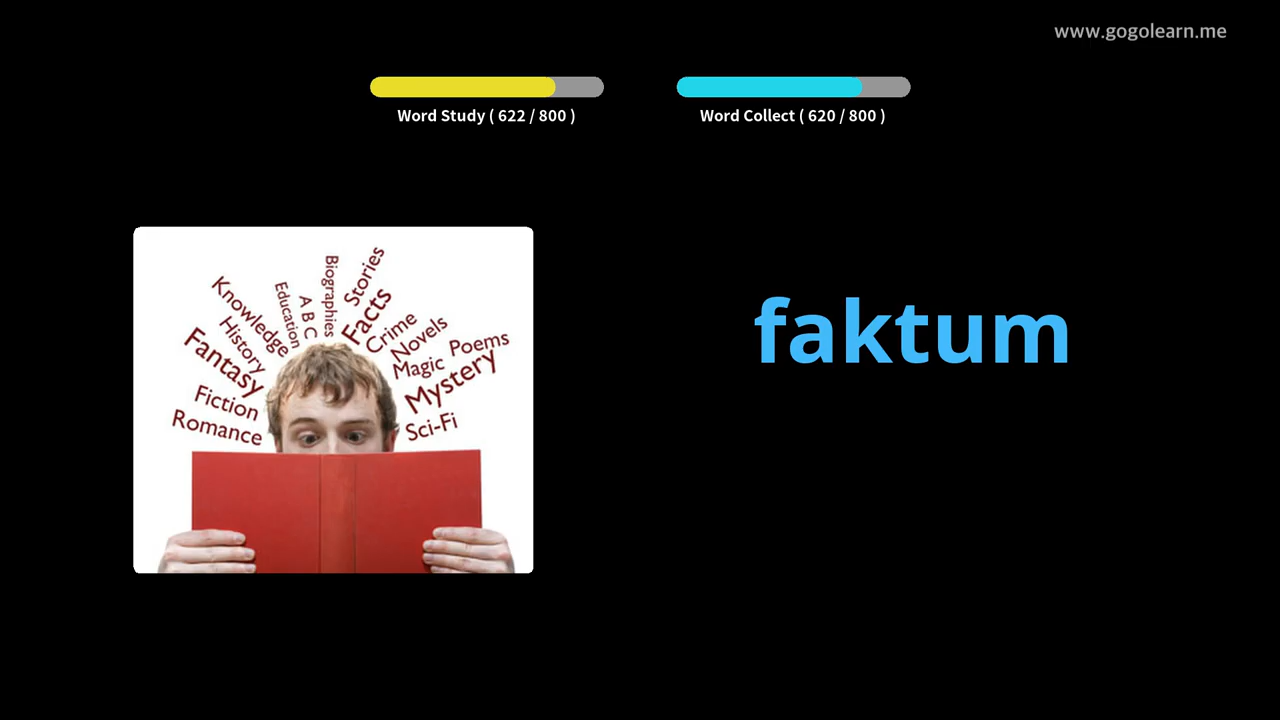 www.gogolearn.me
Word Study ( 622 / 800 )
Word Collect ( 620 / 800 )
faktum
Stories
Biographies
Facts
Education
A B C
Knowledge
Crime
Novels
History
Poems
Magic
Fantasy
Mystery
Fiction
Sci-Fi
Romance